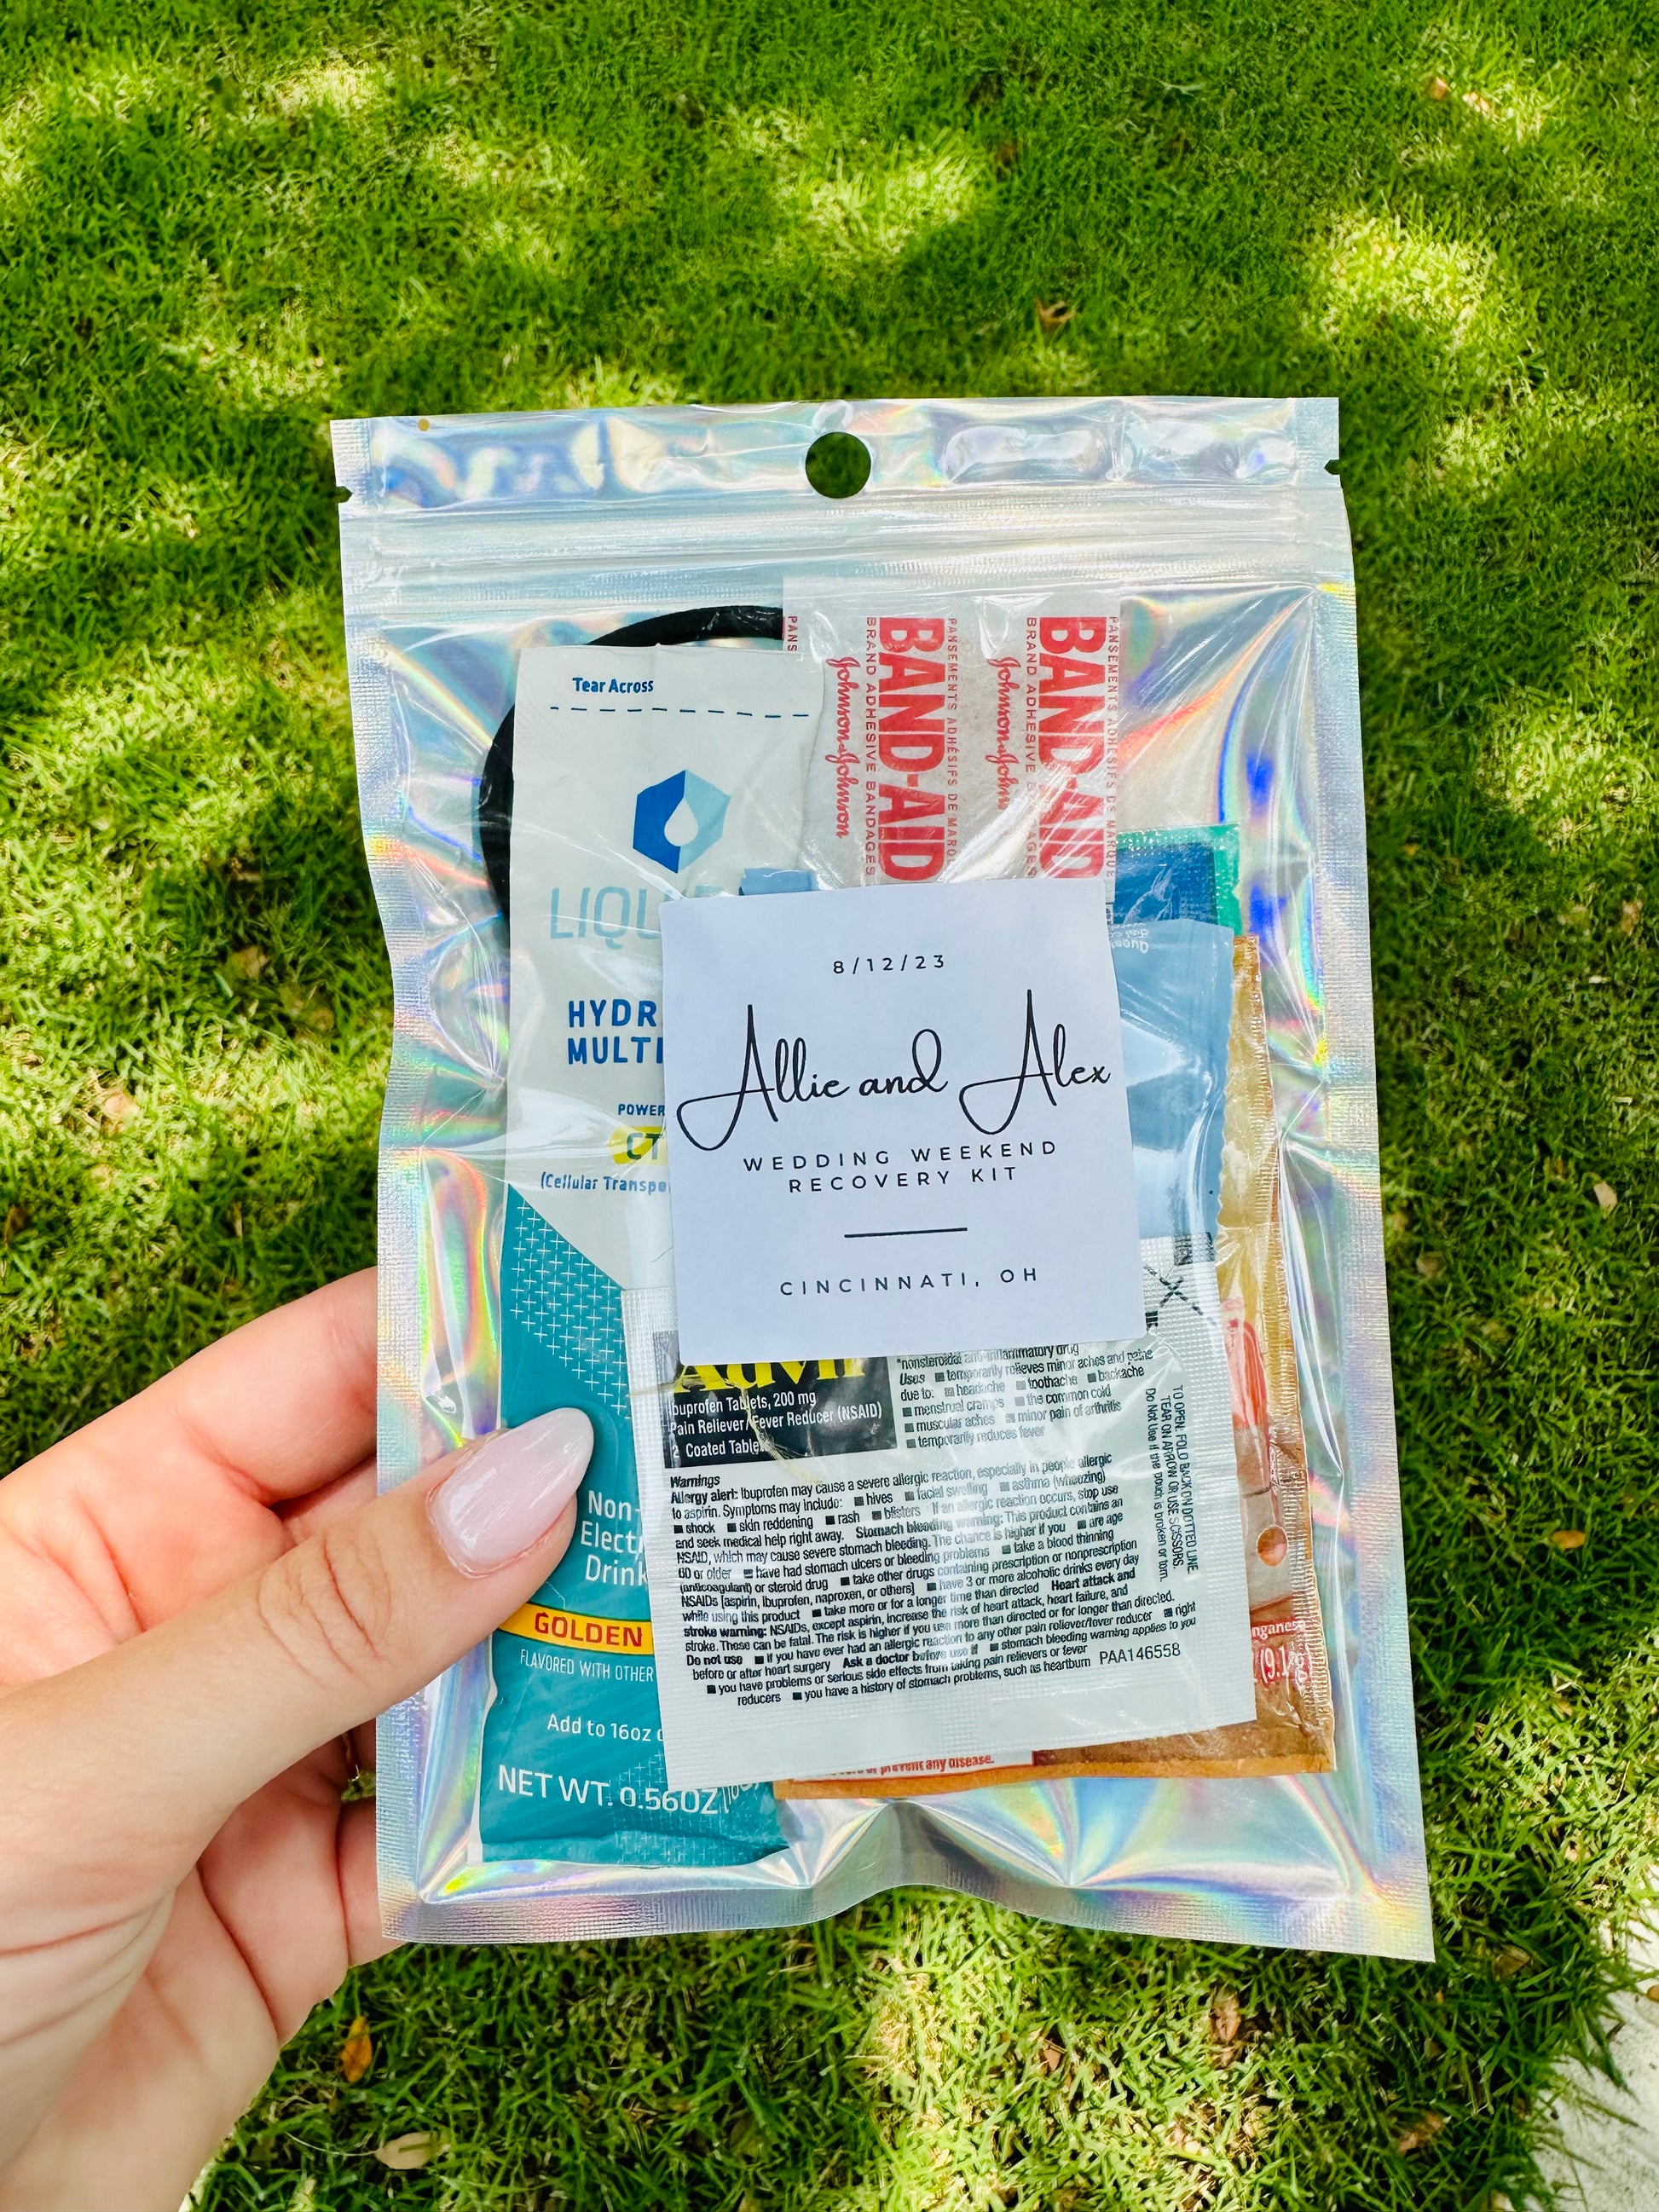 Tear Across
BAND-AID
BRAND ADHESIVE BANDAGES
Johnson & Johnson
PANSEMENTS ADHÉSIFS DE MARQUE
BAND-AID
BRAND ADHESIVE
Johnson & Johnson
PANSEMENTS ADHÉSIFS DE MARQUE
8/12/23
Allie and Alex
WEDDING WEEKEND
RECOVERY KIT
CINCINNATI, OH
Advil
Ibuprofen Tablets, 200 mg
Pain Reliever/Fever Reducer (NSAID)
2 Coated Tablets
*nonsteroidal anti-inflammatory drug
Uses ■ temporarily relieves minor aches and pains
due to: ■ headache ■ toothache ■ backache
■ menstrual cramps ■ the common cold
■ muscular aches ■ minor pain of arthritis
■ temporarily reduces fever
Warnings
Allergy alert: Ibuprofen may cause a severe allergic reaction, especially in people allergic
to aspirin. Symptoms may include: ■ hives ■ facial swelling ■ asthma (wheezing)
■ shock ■ skin reddening ■ rash ■ blisters If an allergic reaction occurs, stop use
and seek medical help right away. Stomach bleeding warning: This product contains an
NSAID, which may cause severe stomach bleeding. The chance is higher if you ■ are age
60 or older ■ have had stomach ulcers or bleeding problems ■ take a blood thinning
(anticoagulant) or steroid drug ■ take other drugs containing prescription or nonprescription
NSAIDs [aspirin, ibuprofen, naproxen, or others] ■ have 3 or more alcoholic drinks every day
while using this product ■ take more or for a longer time than directed Heart attack and
stroke warning: NSAIDs, except aspirin, increase the risk of heart attack, heart failure, and
stroke. These can be fatal. The risk is higher if you use more than directed or for longer than directed.
Do not use ■ if you have ever had an allergic reaction to any other pain reliever/fever reducer ■ right
before or after heart surgery Ask a doctor before use if ■ stomach bleeding warning applies to you
■ you have problems or serious side effects from taking pain relievers or fever
reducers ■ you have a history of stomach problems, such as heartburn PAA146558
TO OPEN: FOLD BACK ON DOTTED LINE.
TEAR ON ARROW OR USE SCISSORS.
Do Not Use if the pouch is broken or torn.
GOLDEN
FLAVORED WITH OTHER
Add to 16oz
NET WT. 0.56OZ
prevent any disease.